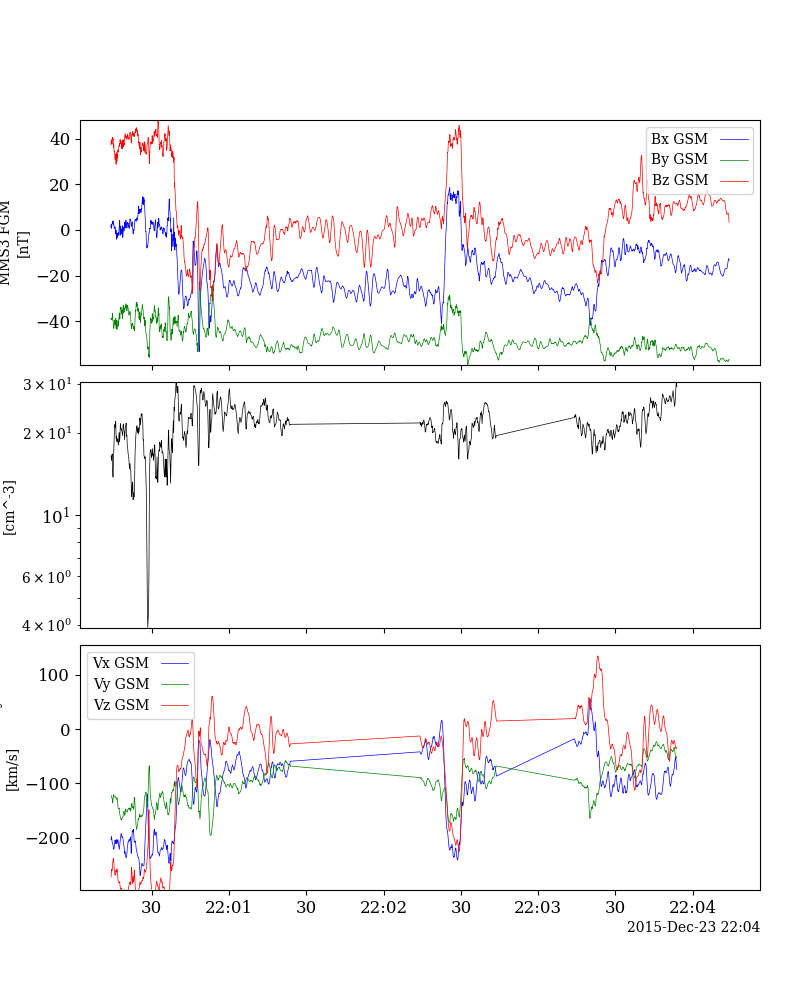 MMS3 FGM
[nT]
40
20
0
−20
−40
Bx GSM
By GSM
Bz GSM
[cm^-3]
3 × 10¹
2 × 10¹
10¹
6 × 10⁰
4 × 10⁰
[km/s]
100
0
−100
−200
Vx GSM
Vy GSM
Vz GSM
30 22:01 30 22:02 30 22:03 30 22:04
2015-Dec-23 22:04